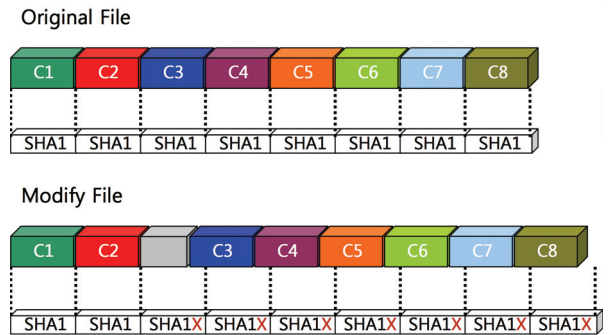 Original File
C1 C2 C3 C4 C5 C6 C7 C8
SHA1 SHA1 SHA1 SHA1 SHA1 SHA1 SHA1 SHA1
Modify File
C1 C2 C3 C4 C5 C6 C7 C8
SHA1 SHA1 SHA1X SHA1X SHA1X SHA1X SHA1X SHA1X SHA1X